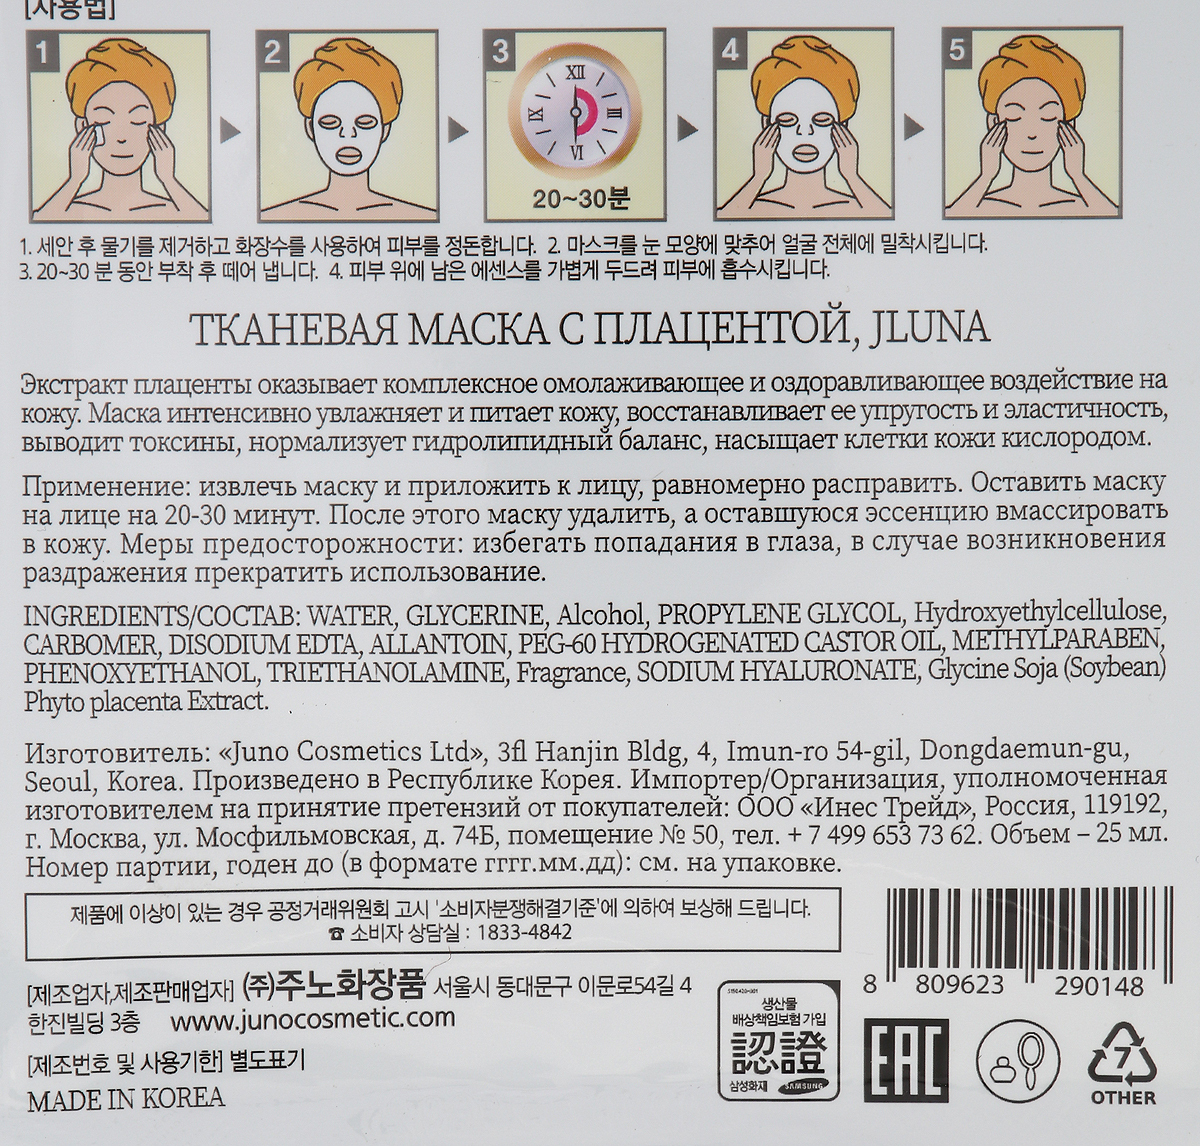 [사용법]
1
2
3
4
5
XII
III
VI
IX
20~30분
1. 세안 후 물기를 제거하고 화장수를 사용하여 피부를 정돈합니다. 2. 마스크를 눈 모양에 맞추어 얼굴 전체에 밀착시킵니다.
3. 20~30 분 동안 부착 후 떼어 냅니다. 4. 피부 위에 남은 에센스를 가볍게 두드려 피부에 흡수시킵니다.
ТКАНЕВАЯ МАСКА С ПЛАЦЕНТОЙ, JLUNA
Экстракт плаценты оказывает комплексное омолаживающее и оздоравливающее воздействие на
кожу. Маска интенсивно увлажняет и питает кожу, восстанавливает ее упругость и эластичность,
выводит токсины, нормализует гидролипидный баланс, насыщает клетки кожи кислородом.
Применение: извлечь маску и приложить к лицу, равномерно расправить. Оставить маску
на лице на 20-30 минут. После этого маску удалить, а оставшуюся эссенцию вмассировать
в кожу. Меры предосторожности: избегать попадания в глаза, в случае возникновения
раздражения прекратить использование.
INGREDIENTS/СОСТАВ: WATER, GLYCERINE, Alcohol, PROPYLENE GLYCOL, Hydroxyethylcellulose,
CARBOMER, DISODIUM EDTA, ALLANTOIN, PEG-60 HYDROGENATED CASTOR OIL, METHYLPARABEN,
PHENOXYETHANOL, TRIETHANOLAMINE, Fragrance, SODIUM HYALURONATE, Glycine Soja (Soybean)
Phyto placenta Extract.
Изготовитель: «Juno Cosmetics Ltd», 3fl Hanjin Bldg, 4, Imun-ro 54-gil, Dongdaemun-gu,
Seoul, Korea. Произведено в Республике Корея. Импортер/Организация, уполномоченная
изготовителем на принятие претензий от покупателей: ООО «Инес Трейд», Россия, 119192,
г. Москва, ул. Мосфильмовская, д. 74Б, помещение № 50, тел. + 7 499 653 73 62. Объем – 25 мл.
Номер партии, годен до (в формате гггг.мм.дд): см. на упаковке.
제품에 이상이 있는 경우 공정거래위원회 고시 '소비자분쟁해결기준'에 의하여 보상해 드립니다.
☎ 소비자 상담실 : 1833-4842
[제조업자,제조판매업자] (주)주노화장품 서울시 동대문구 이문로54길 4
한진빌딩 3층 www.junocosmetic.com
[제조번호 및 사용기한] 별도표기
MADE IN KOREA
8 809623 290148
생산물
배상책임보험 가입
認證
삼성화재 SAMSUNG
EAC
7
OTHER